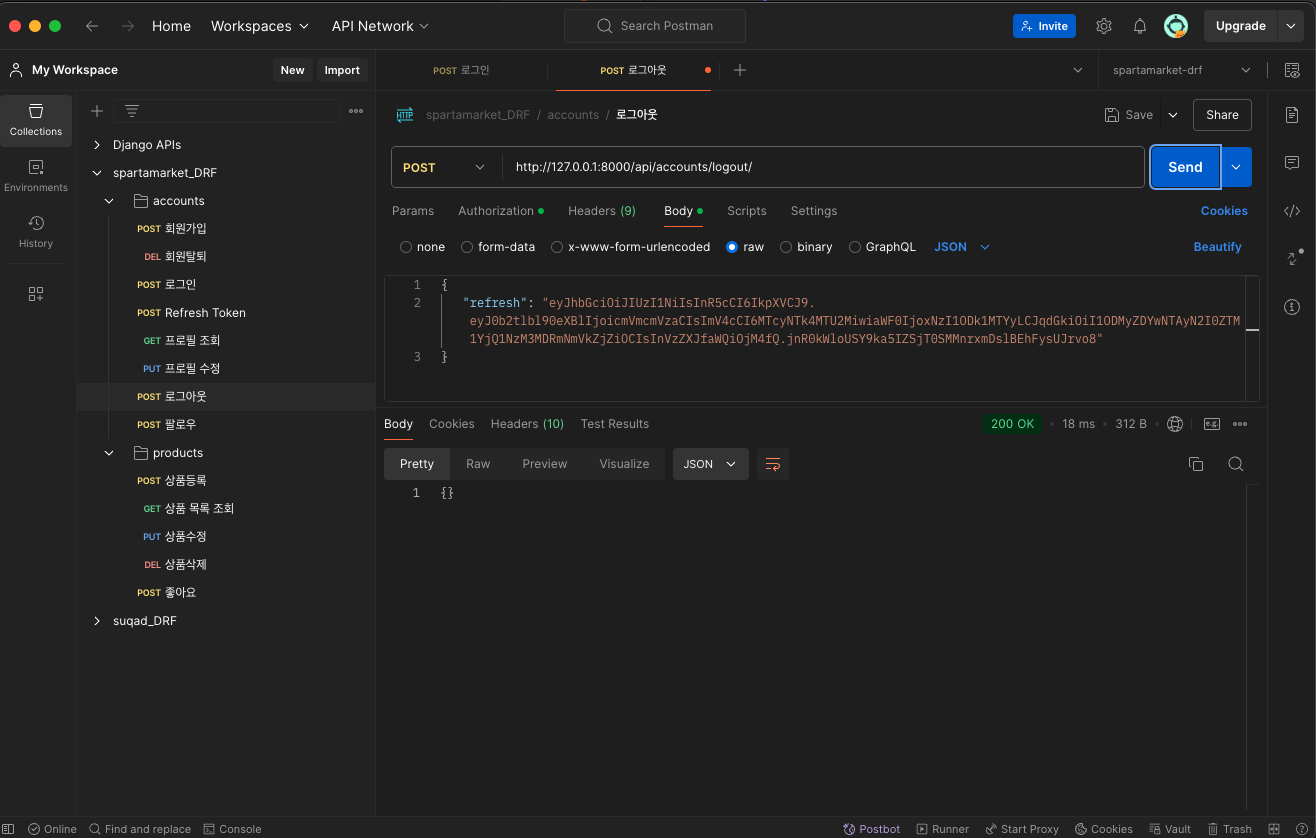 Home Workspaces API Network Search Postman Invite Upgrade
My Workspace New Import POST 로그인 POST 로그아웃 spartamarket-drf
Collections
Environments
History
Django APIs
spartamarket_DRF
accounts
POST 회원가입
DEL 회원탈퇴
POST 로그인
POST Refresh Token
GET 프로필 조회
PUT 프로필 수정
POST 로그아웃
POST 팔로우
products
POST 상품등록
GET 상품 목록 조회
PUT 상품수정
DEL 상품삭제
POST 좋아요
suqad_DRF
HTTP spartamarket_DRF / accounts / 로그아웃 Save Share
POST http://127.0.0.1:8000/api/accounts/logout/ Send
Params Authorization Headers (9) Body Scripts Settings Cookies
none form-data x-www-form-urlencoded raw binary GraphQL JSON Beautify
1 {
2 "refresh": "eyJhbGciOiJIUzI1NiIsInR5cCI6IkpXVCJ9.
eyJ0b2tlbl90eXBlIjoicmVmcmVzaCIsImV4cCI6MTcyNTk4MTU2MiwiaWF0IjoxNzI1ODk1MTYyLCJqdGkiOiI1ODMyZDYwNTAyN2I0ZTM
1YjQ1NzM3MDRmNmVkZjZiOCIsInVzZXJfaWQiOjM4fQ.jnR0kWloUSY9ka5IZSjT0SMMnrxmDslBEhFysUJrvo8"
3 }
Body Cookies Headers (10) Test Results 200 OK 18 ms 312 B e.g.
Pretty Raw Preview Visualize JSON
1 {}
Online Find and replace Console Postbot Runner Start Proxy Cookies Vault Trash